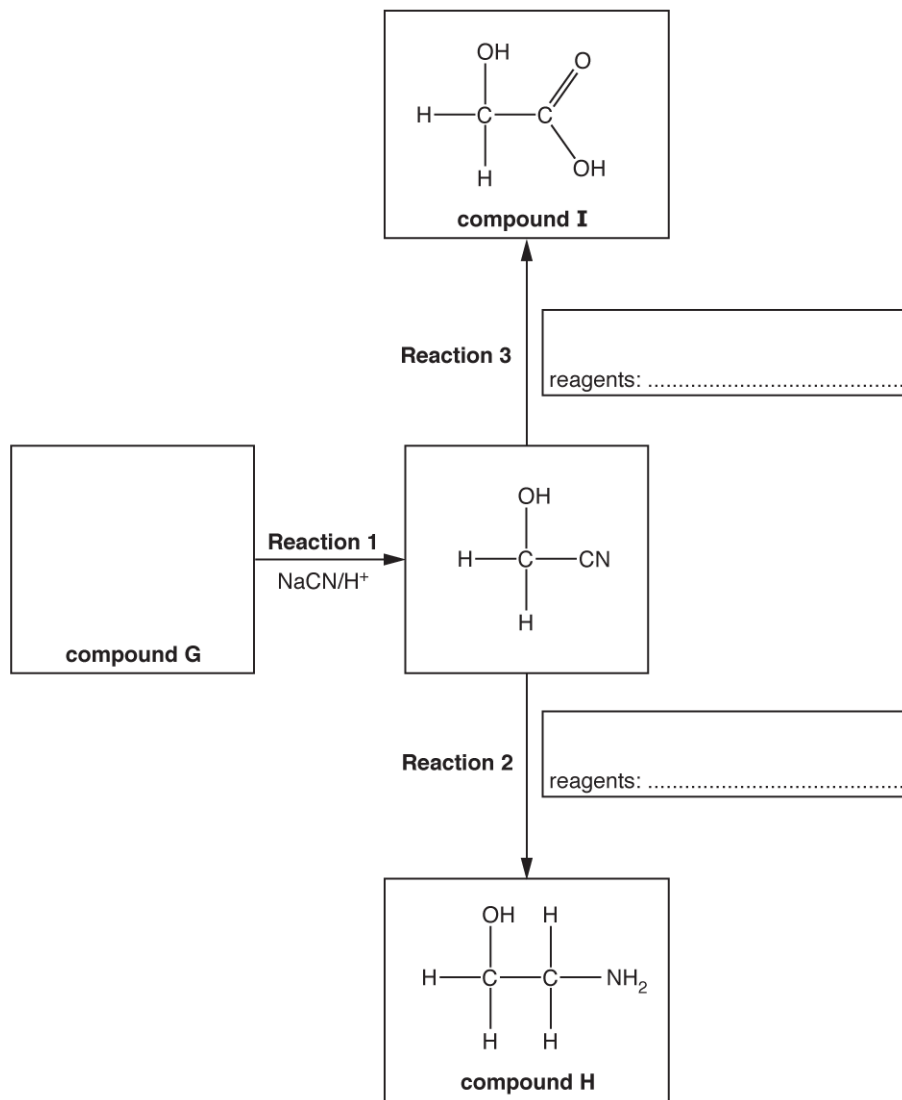 OH
O
H C C
OH
H
compound I
Reaction 3
reagents: ............................................
OH
Reaction 1
H C CN
NaCN/H⁺
H
compound G
Reaction 2
reagents: ............................................
OH H
H C C NH₂
H H
compound H